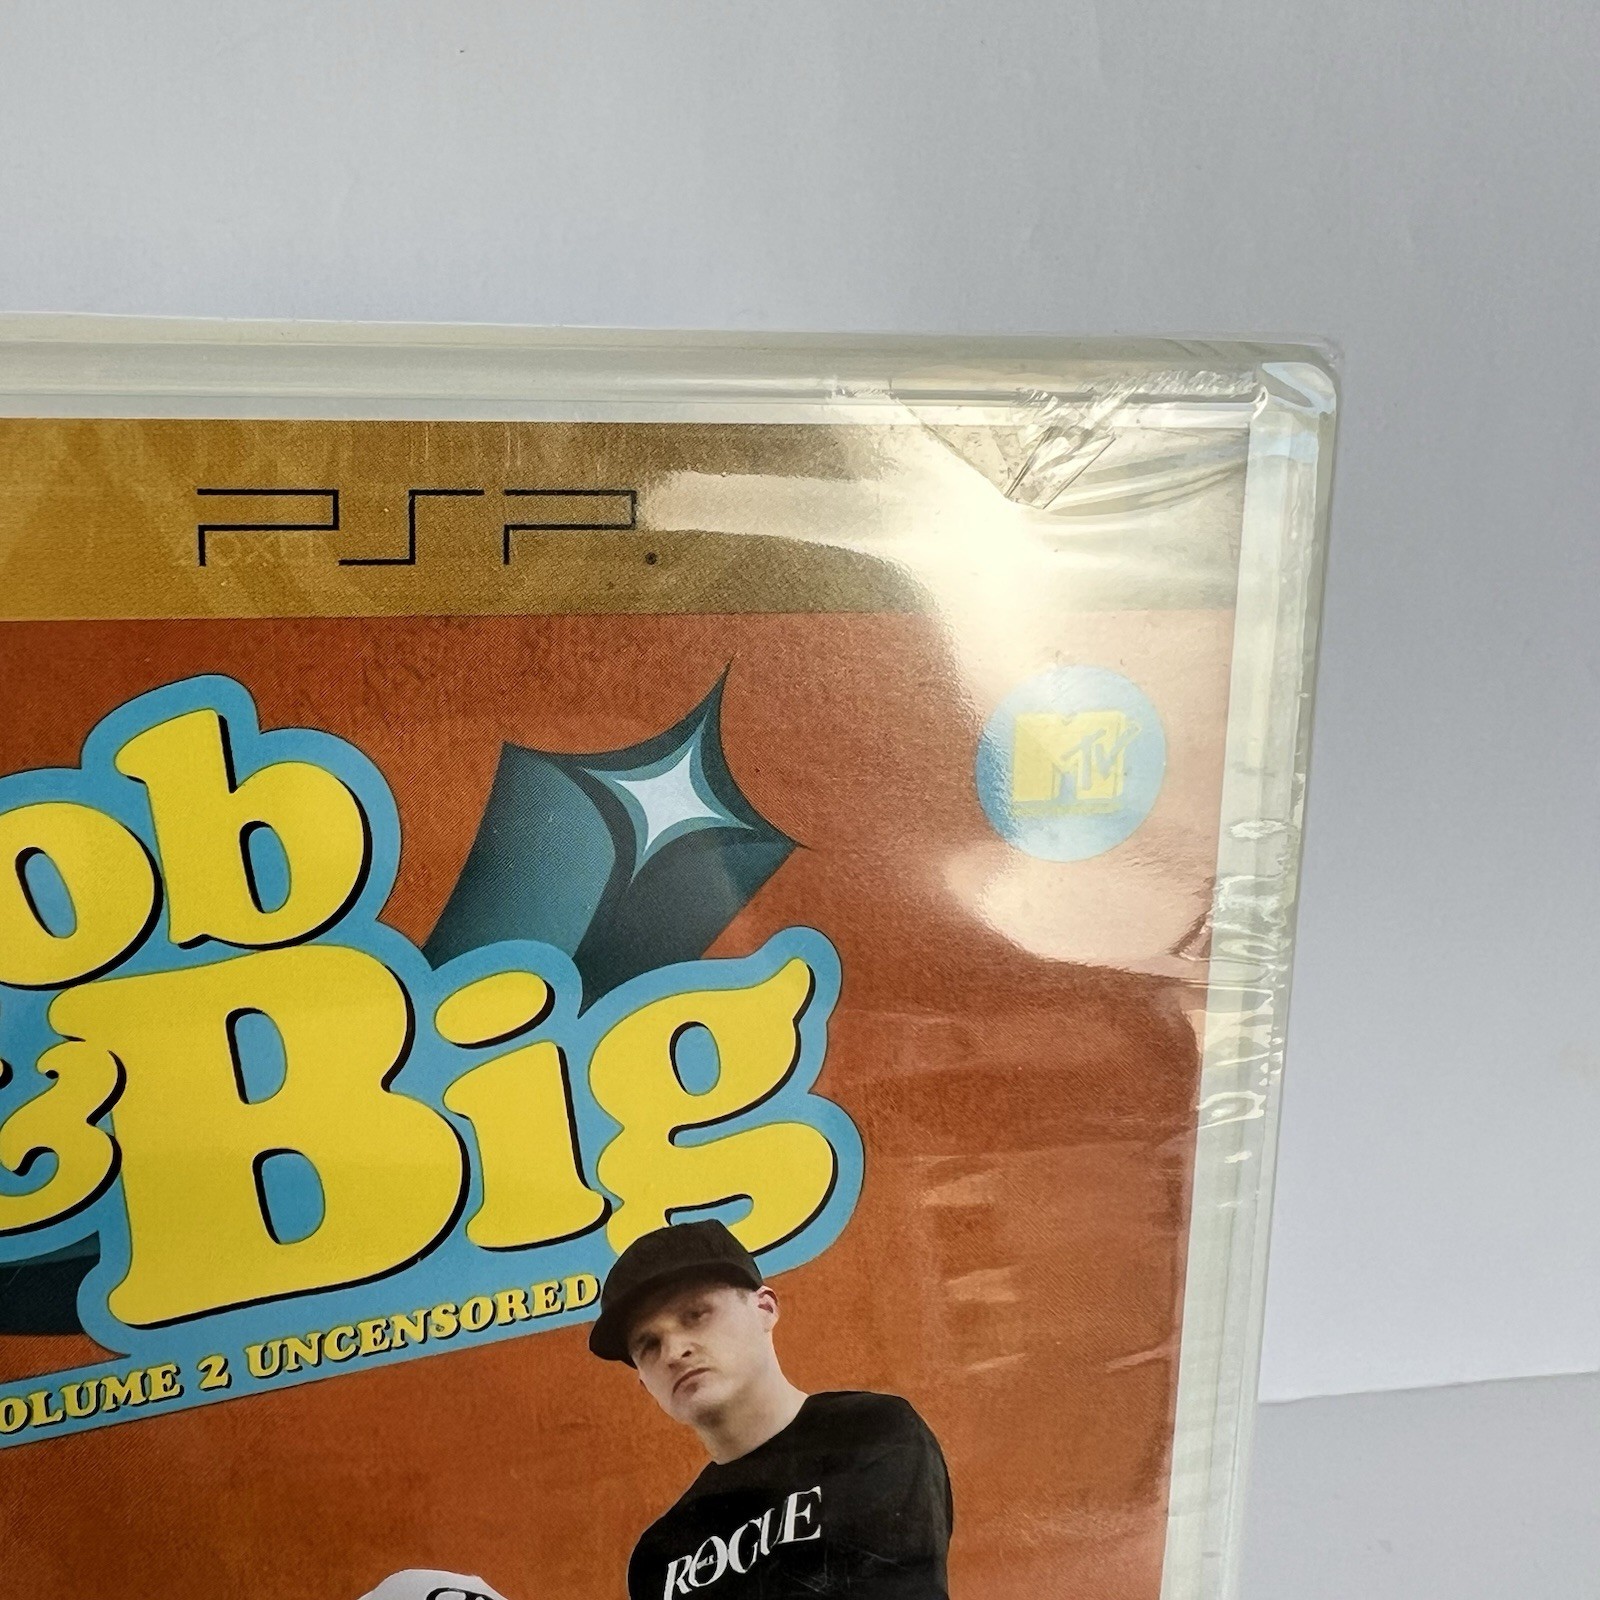 PSP
MTV
ob
& Big
OLUME 2 UNCENSORED
ROGUE